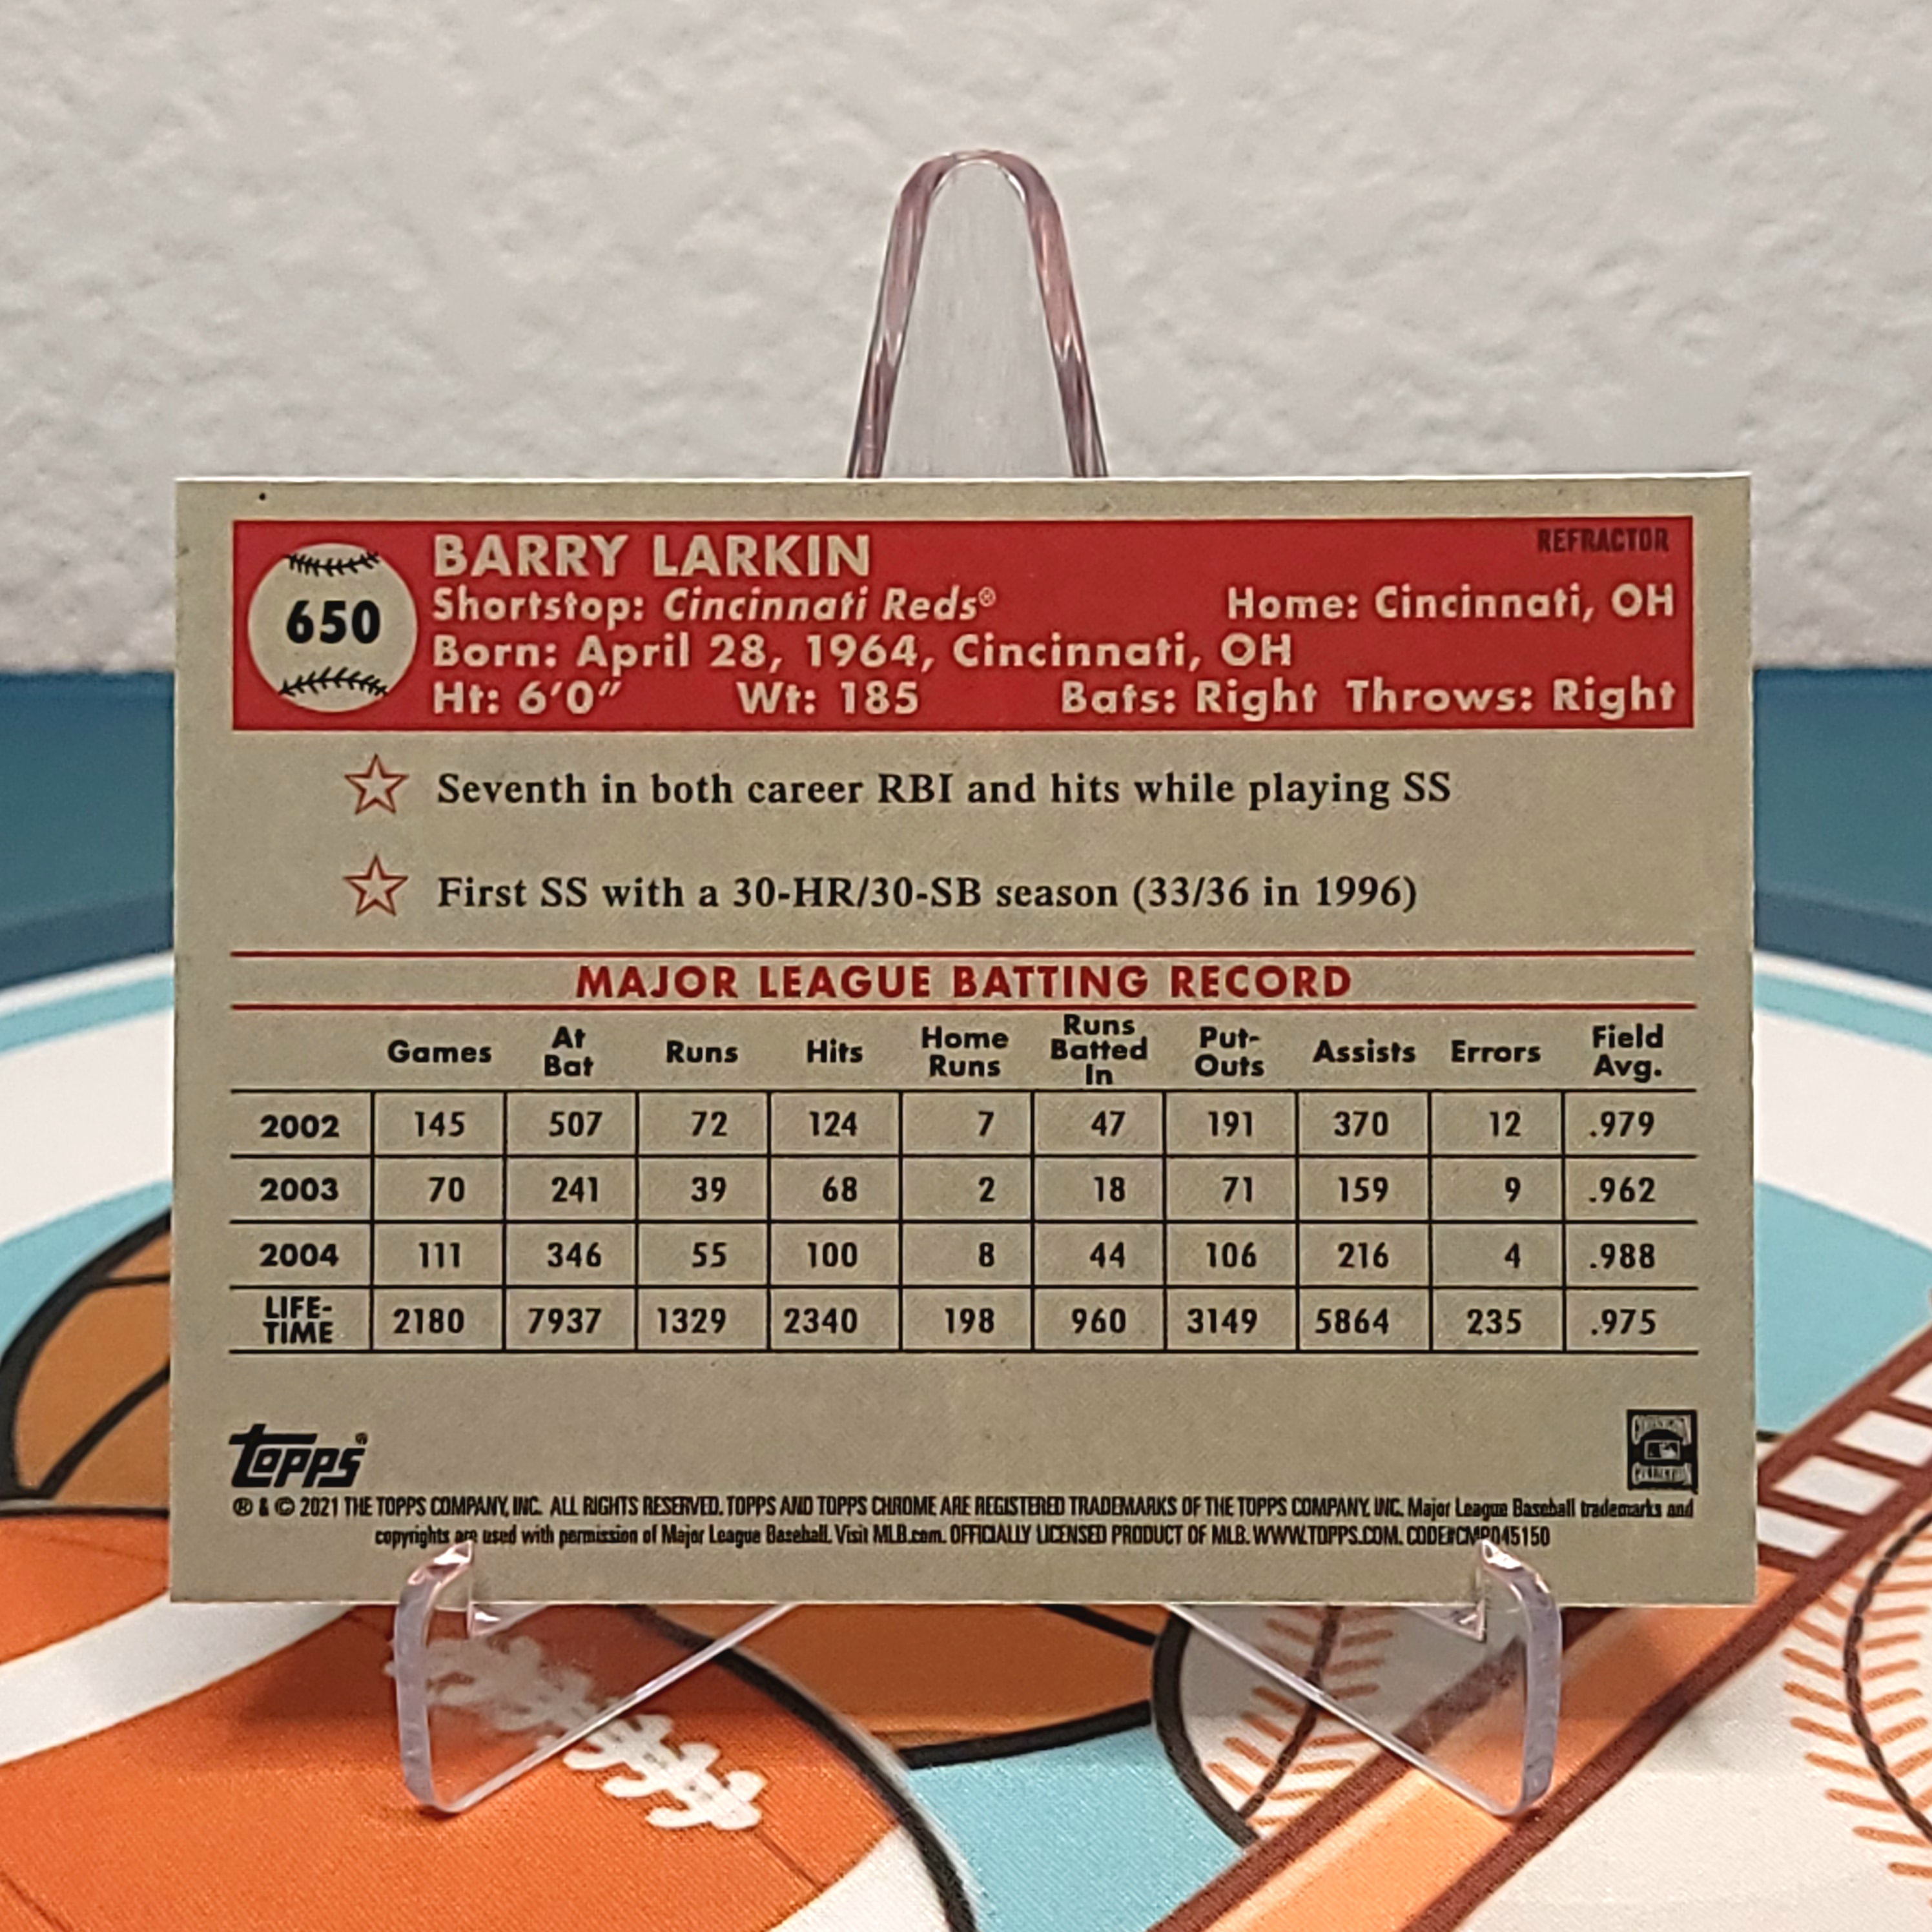 REFRACTOR
650
BARRY LARKIN
Shortstop: Cincinnati Reds® Home: Cincinnati, OH
Born: April 28, 1964, Cincinnati, OH
Ht: 6'0" Wt: 185 Bats: Right Throws: Right
Seventh in both career RBI and hits while playing SS
First SS with a 30-HR/30-SB season (33/36 in 1996)
MAJOR LEAGUE BATTING RECORD
Games At Bat Runs Hits Home Runs Runs Batted In Put-Outs Assists Errors Field Avg.
2002 145 507 72 124 7 47 191 370 12 .979
2003 70 241 39 68 2 18 71 159 9 .962
2004 111 346 55 100 8 44 106 216 4 .988
LIFE-TIME 2180 7937 1329 2340 198 960 3149 5864 235 .975
TOPPS®
COOPERSTOWN
COLLECTION
® & © 2021 THE TOPPS COMPANY, INC. ALL RIGHTS RESERVED. TOPPS AND TOPPS CHROME ARE REGISTERED TRADEMARKS OF THE TOPPS COMPANY, INC. Major League Baseball trademarks and
copyrights are used with permission of Major League Baseball. Visit MLB.com. OFFICIALLY LICENSED PRODUCT OF MLB. WWW.TOPPS.COM. CODE#CMP045150